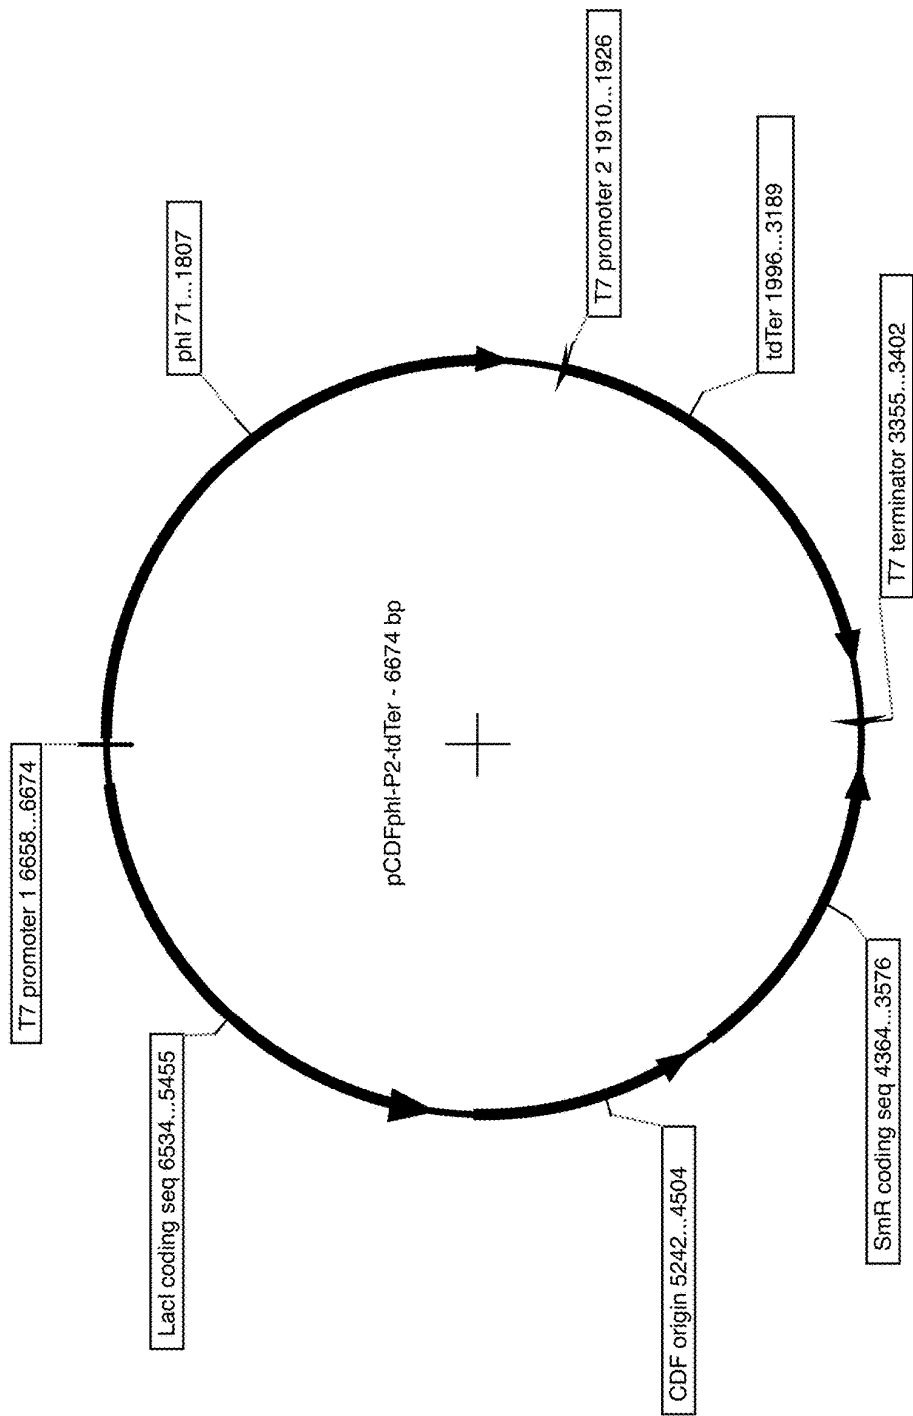 T7 promoter 1 6658...6674
phl 71...1807
T7 promoter 2 1910...1926
tdTer 1996...3189
T7 terminator 3355...3402
SmR coding seq 4364...3576
CDF origin 5242...4504
LacI coding seq 6534...5455
pCDFphl-P2-tdTer - 6674 bp